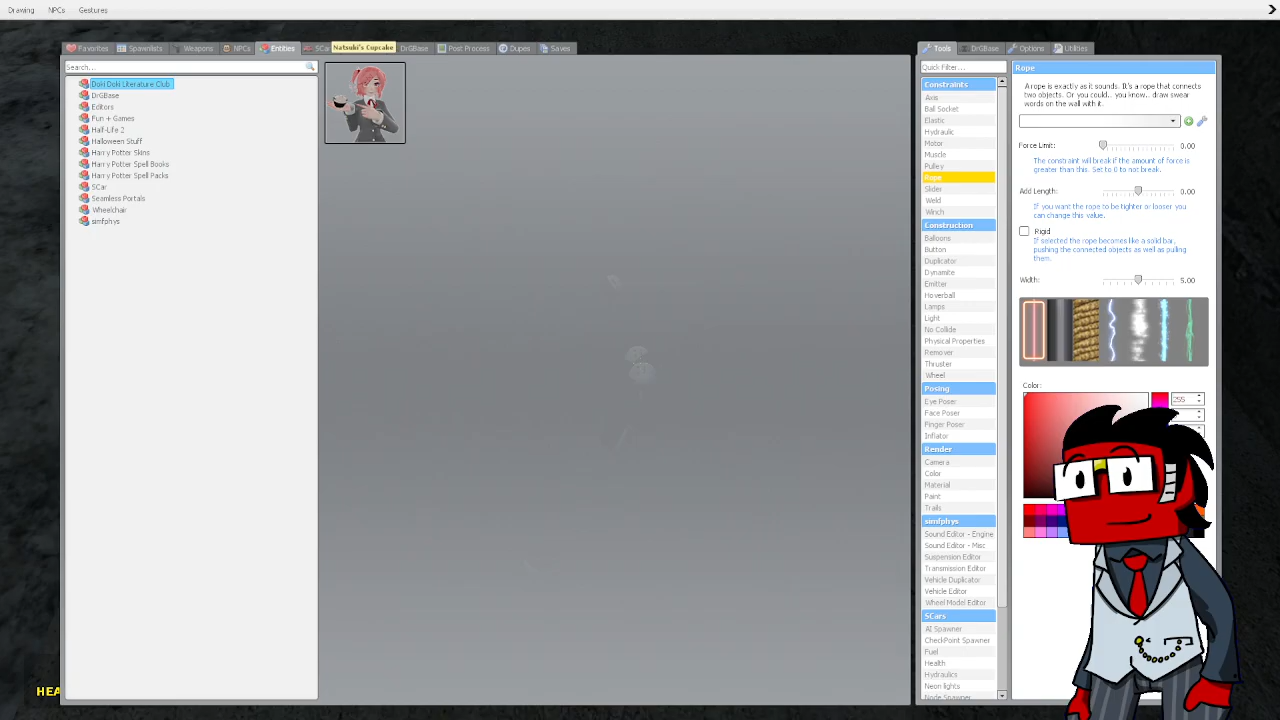 Drawing NPCs Gestures
Favorites Spawnlists Weapons NPCs Entities SCar Natsuki's Cupcake DrGBase Post Process Dupes Saves
Search...
Doki Doki Literature Club
DrGBase
Editors
Fun + Games
Half-Life 2
Halloween Stuff
Harry Potter Skins
Harry Potter Spell Books
Harry Potter Spell Packs
SCar
Seamless Portals
Wheelchair
simfphys
HEA
Tools DrGBase Options Utilities
Quick Filter...
Constraints
Axis
Ball Socket
Elastic
Hydraulic
Motor
Muscle
Pulley
Rope
Slider
Weld
Winch
Construction
Balloons
Button
Duplicator
Dynamite
Emitter
Hoverball
Lamps
Light
No Collide
Physical Properties
Remover
Thruster
Wheel
Posing
Eye Poser
Face Poser
Finger Poser
Inflator
Render
Camera
Color
Material
Paint
Trails
simfphys
Sound Editor - Engine
Sound Editor - Misc
Suspension Editor
Transmission Editor
Vehicle Duplicator
Vehicle Editor
Wheel Model Editor
SCars
AI Spawner
CheckPoint Spawner
Fuel
Health
Hydraulics
Neon lights
Node Spawner
Rope
A rope is exactly as it sounds. It's a rope that connects
two objects. Or you could.. you know.. draw swear
words on the wall with it.
Force Limit: 0.00
The constraint will break if the amount of force is
greater than this. Set to 0 to not break.
Add Length: 0.00
If you want the rope to be tighter or looser you
can change this value.
Rigid
If selected the rope becomes like a solid bar,
pushing the connected objects as well as pulling
them.
Width: 5.00
Color:
255